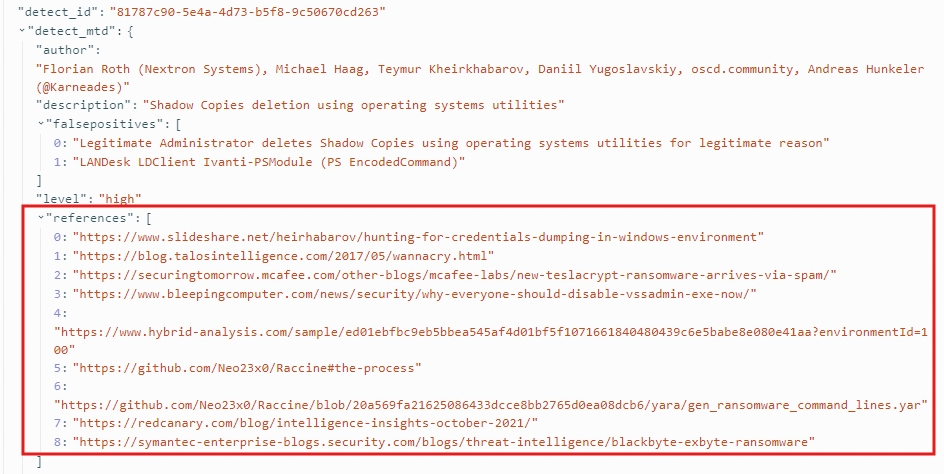 "detect_id": "81787c90-5e4a-4d73-b5f8-9c50670cd263"
"detect_mtd": {
"author":
"Florian Roth (Nextron Systems), Michael Haag, Teymur Kheirkhabarov, Daniil Yugoslavskiy, oscd.community, Andreas Hunkeler
(@Karneades)"
"description": "Shadow Copies deletion using operating systems utilities"
"falsepositives": [
0: "Legitimate Administrator deletes Shadow Copies using operating systems utilities for legitimate reason"
1: "LANDesk LDClient Ivanti-PSModule (PS EncodedCommand)"
]
"level": "high"
"references": [
0: "https://www.slideshare.net/heirhabarov/hunting-for-credentials-dumping-in-windows-environment"
1: "https://blog.talosintelligence.com/2017/05/wannacry.html"
2: "https://securingtomorrow.mcafee.com/other-blogs/mcafee-labs/new-teslacrypt-ransomware-arrives-via-spam/"
3: "https://www.bleepingcomputer.com/news/security/why-everyone-should-disable-vssadmin-exe-now/"
4:
"https://www.hybrid-analysis.com/sample/ed01ebfbc9eb5bbea545af4d01bf5f1071661840480439c6e5babe8e080e41aa?environmentId=1
00"
5: "https://github.com/Neo23x0/Raccine#the-process"
6:
"https://github.com/Neo23x0/Raccine/blob/20a569fa21625086433dcce8bb2765d0ea08dcb6/yara/gen_ransomware_command_lines.yar"
7: "https://redcanary.com/blog/intelligence-insights-october-2021/"
8: "https://symantec-enterprise-blogs.security.com/blogs/threat-intelligence/blackbyte-exbyte-ransomware"
]